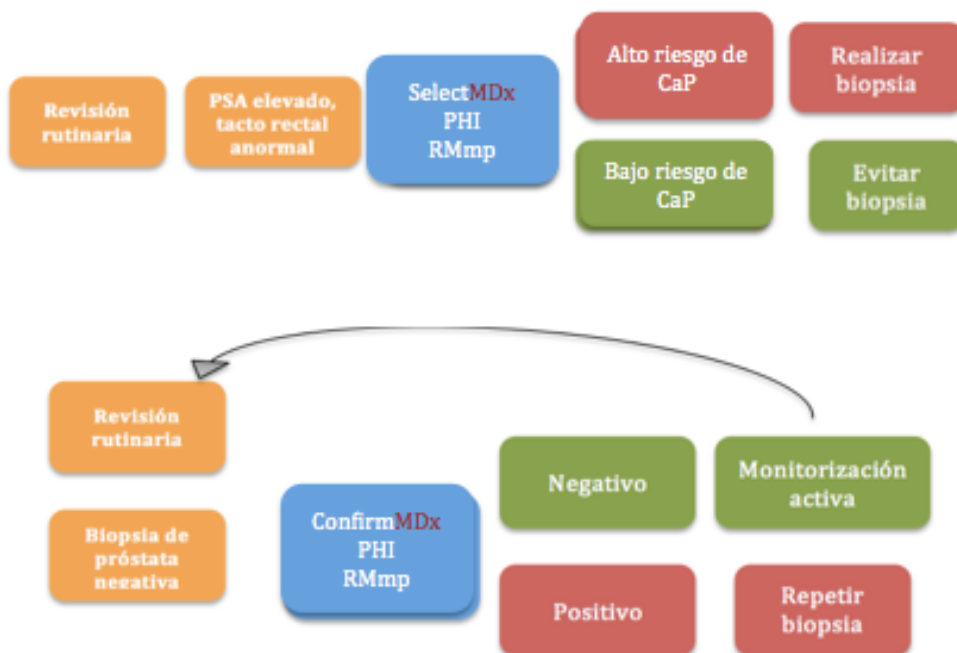 Revisión
rutinaria
PSA elevado,
tacto rectal
anormal
SelectMDx
PHI
RMmp
Alto riesgo de
CaP
Realizar
biopsia
Bajo riesgo de
CaP
Evitar
biopsia
Revisión
rutinaria
Biopsia de
próstata
negativa
ConfirmMDx
PHI
RMmp
Negativo
Monitorización
activa
Positivo
Repetir
biopsia